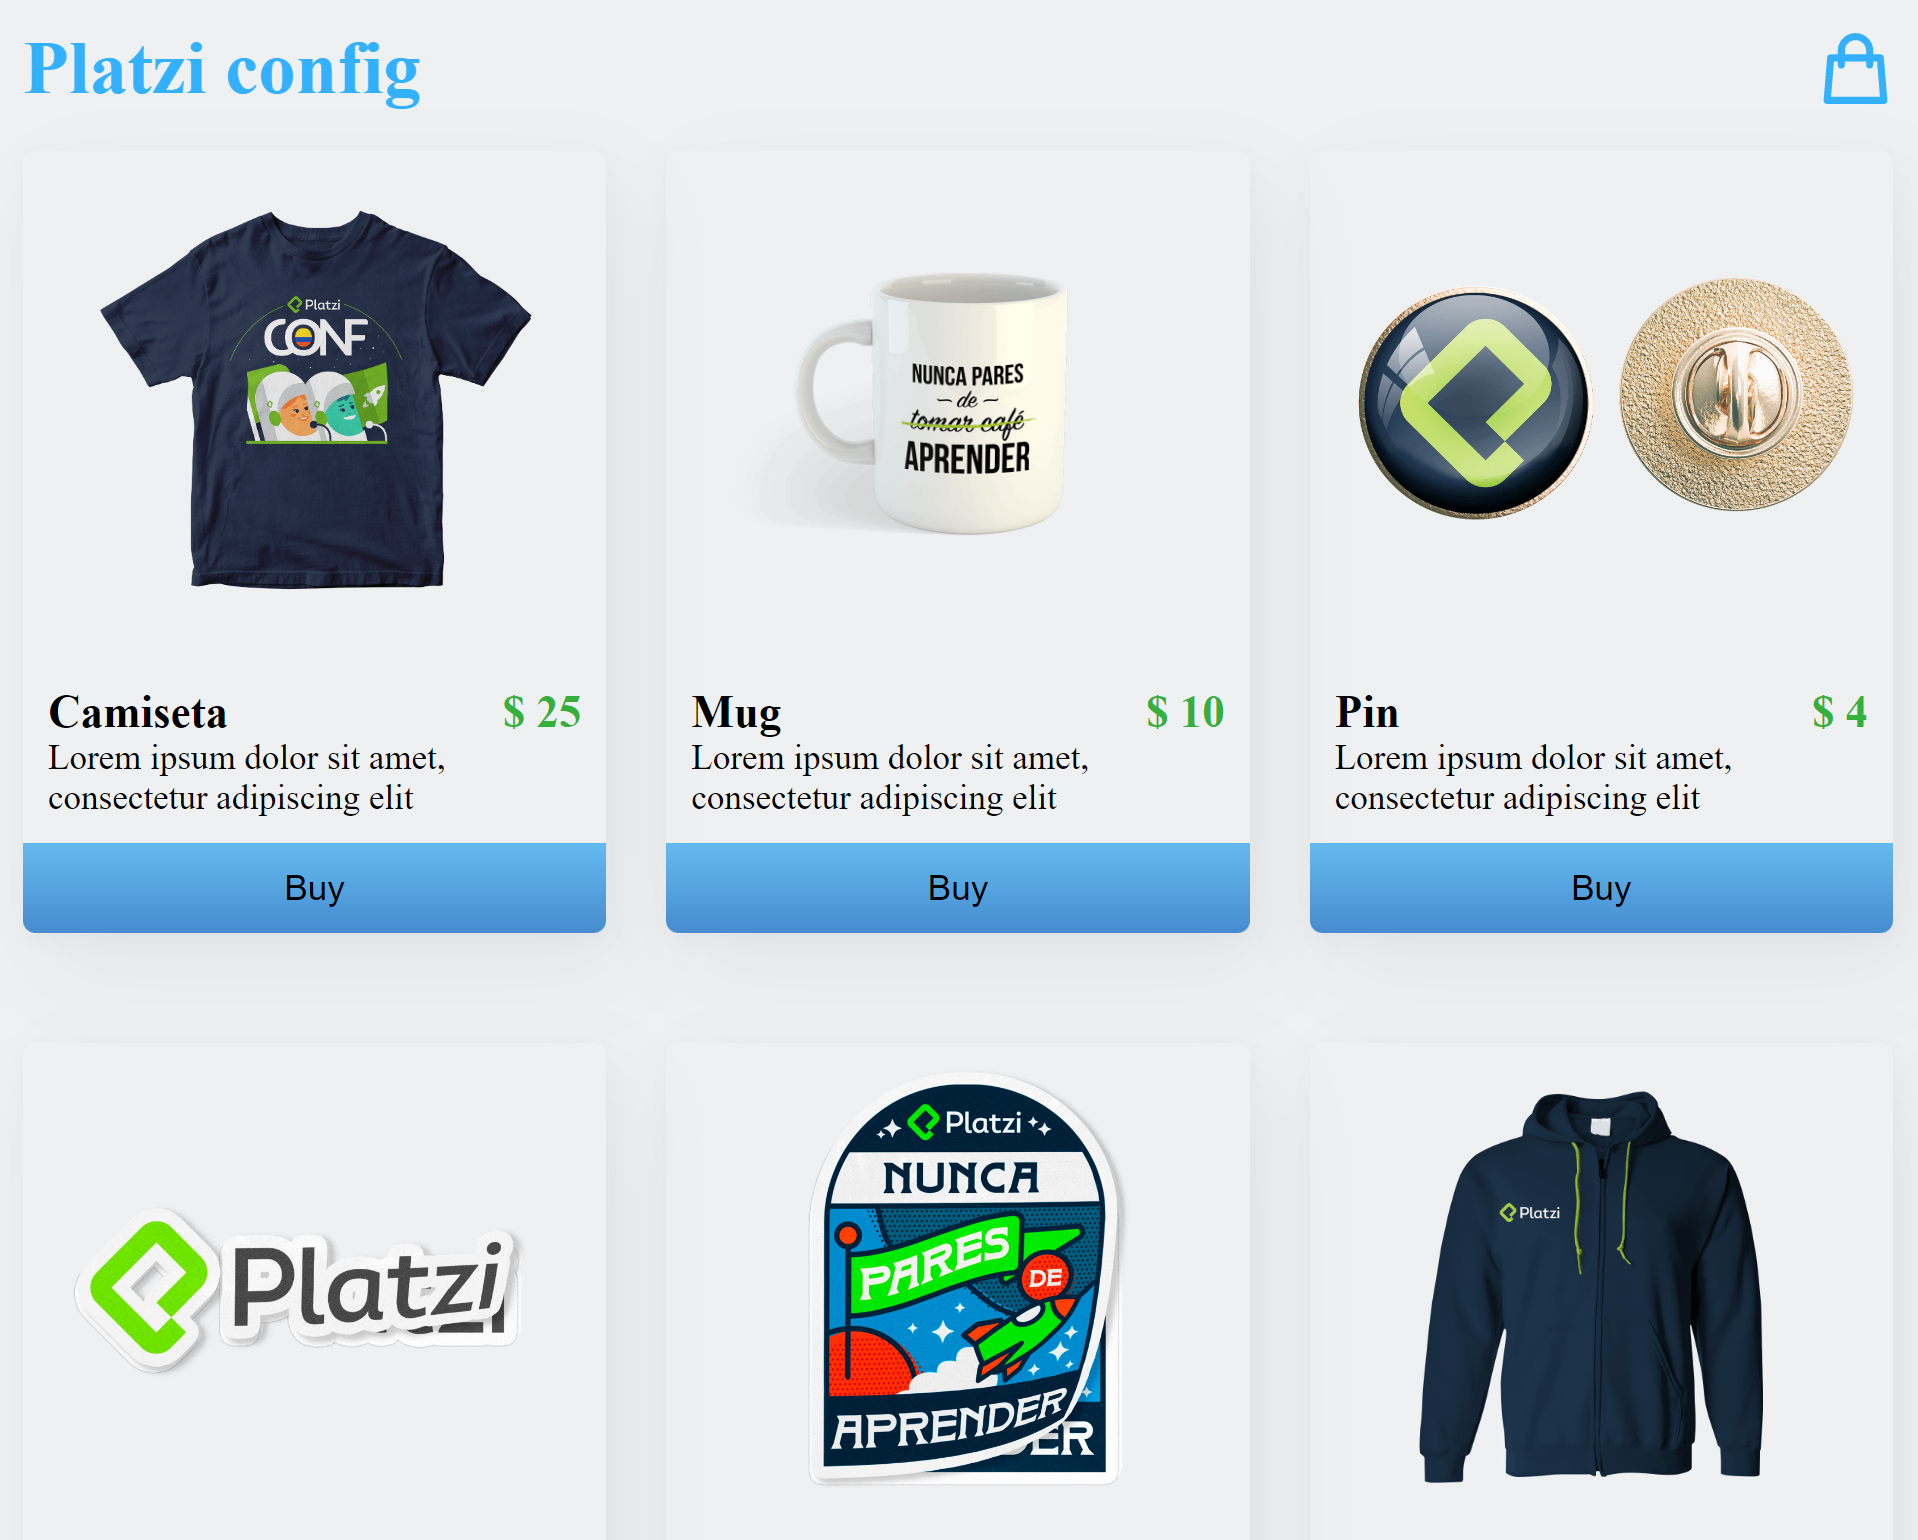 Platzi config
Platzi
CONF
NUNCA PARES
de
tomar café
APRENDER
Camiseta
$ 25
Lorem ipsum dolor sit amet,
consectetur adipiscing elit
Buy
Mug
$ 10
Lorem ipsum dolor sit amet,
consectetur adipiscing elit
Buy
Pin
$ 4
Lorem ipsum dolor sit amet,
consectetur adipiscing elit
Buy
Platzi
Platzi
NUNCA
PARES
DE
APRENDER
DER
Platzi